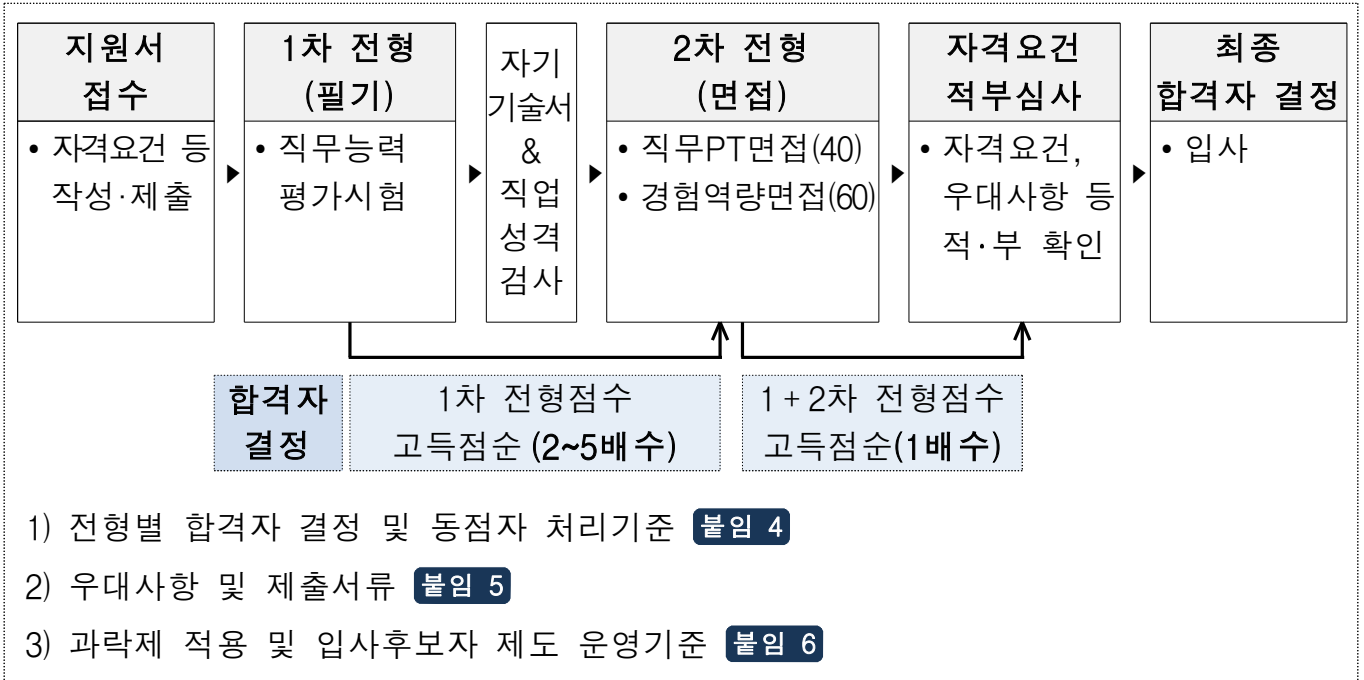 지원서
접수
• 자격요건 등
작성·제출
▶
1차 전형
(필기)
• 직무능력
평가시험
▶
자기
기술서
&
직업
성격
검사
▶
2차 전형
(면접)
• 직무PT면접(40)
• 경험역량면접(60)
▶
자격요건
적부심사
• 자격요건,
우대사항 등
적·부 확인
▶
최종
합격자 결정
• 입사
합격자
결정
1차 전형점수
고득점순 (2~5배수)
1+2차 전형점수
고득점순(1배수)
1) 전형별 합격자 결정 및 동점자 처리기준 붙임 4
2) 우대사항 및 제출서류 붙임 5
3) 과락제 적용 및 입사후보자 제도 운영기준 붙임 6